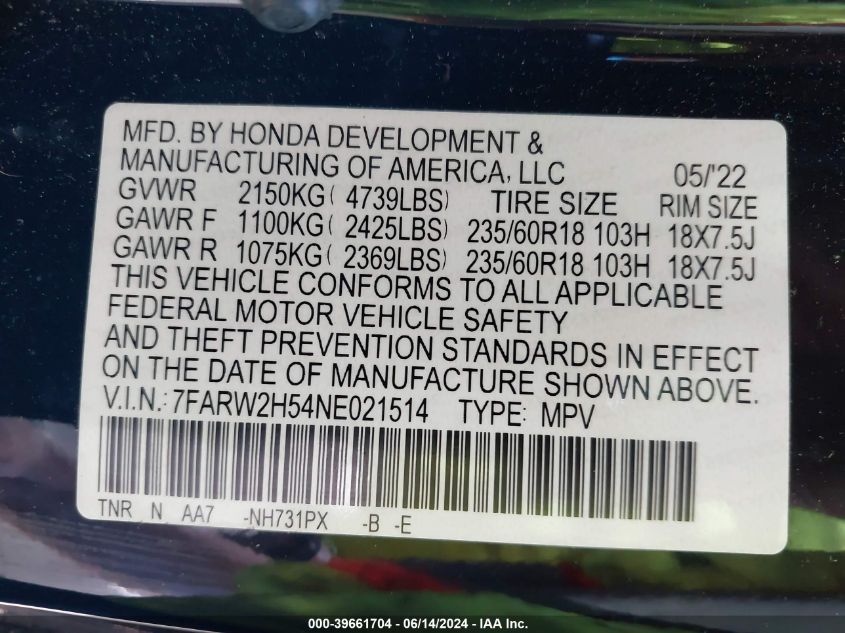 MFD. BY HONDA DEVELOPMENT &
MANUFACTURING OF AMERICA, LLC 05/'22
GVWR 2150KG( 4739LBS) TIRE SIZE RIM SIZE
GAWR F 1100KG( 2425LBS) 235/60R18 103H 18X7.5J
GAWR R 1075KG( 2369LBS) 235/60R18 103H 18X7.5J
THIS VEHICLE CONFORMS TO ALL APPLICABLE
FEDERAL MOTOR VEHICLE SAFETY
AND THEFT PREVENTION STANDARDS IN EFFECT
ON THE DATE OF MANUFACTURE SHOWN ABOVE.
V.I.N.: 7FARW2H54NE021514 TYPE: MPV
TNR N AA7 -NH731PX -B -E
000-39661704 - 06/14/2024 - IAA Inc.